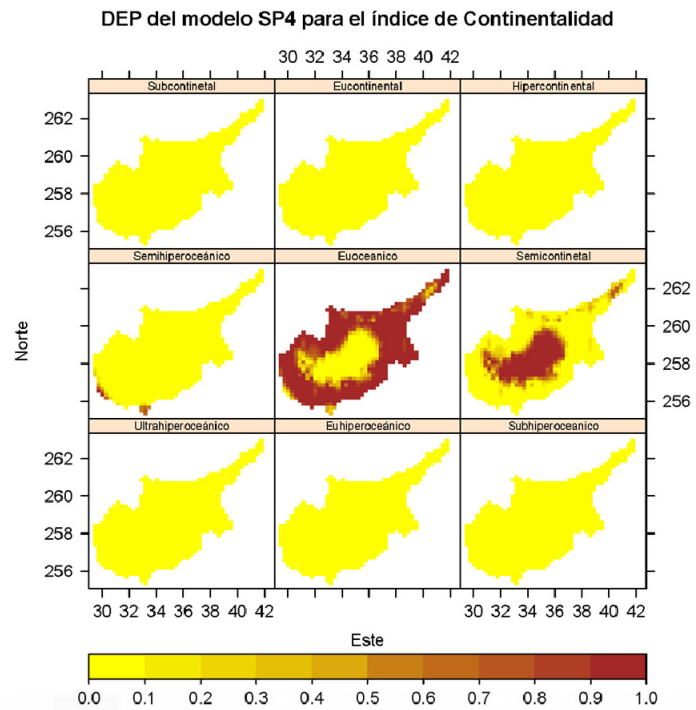 DEP del modelo SP4 para el índice de Continentalidad
30 32 34 36 38 40 42
Subcontinetal Eucontinental Hipercontinental
262
260
258
256
Semihiperoceánico Euoceanico Semicontinetal
262
260
258
256
Norte
Ultrahiperoceánico Euhiperoceánico Subhiperoceanico
262
260
258
256
30 32 34 36 38 40 42 30 32 34 36 38 40 42
Este
0.0 0.1 0.2 0.3 0.4 0.5 0.6 0.7 0.8 0.9 1.0